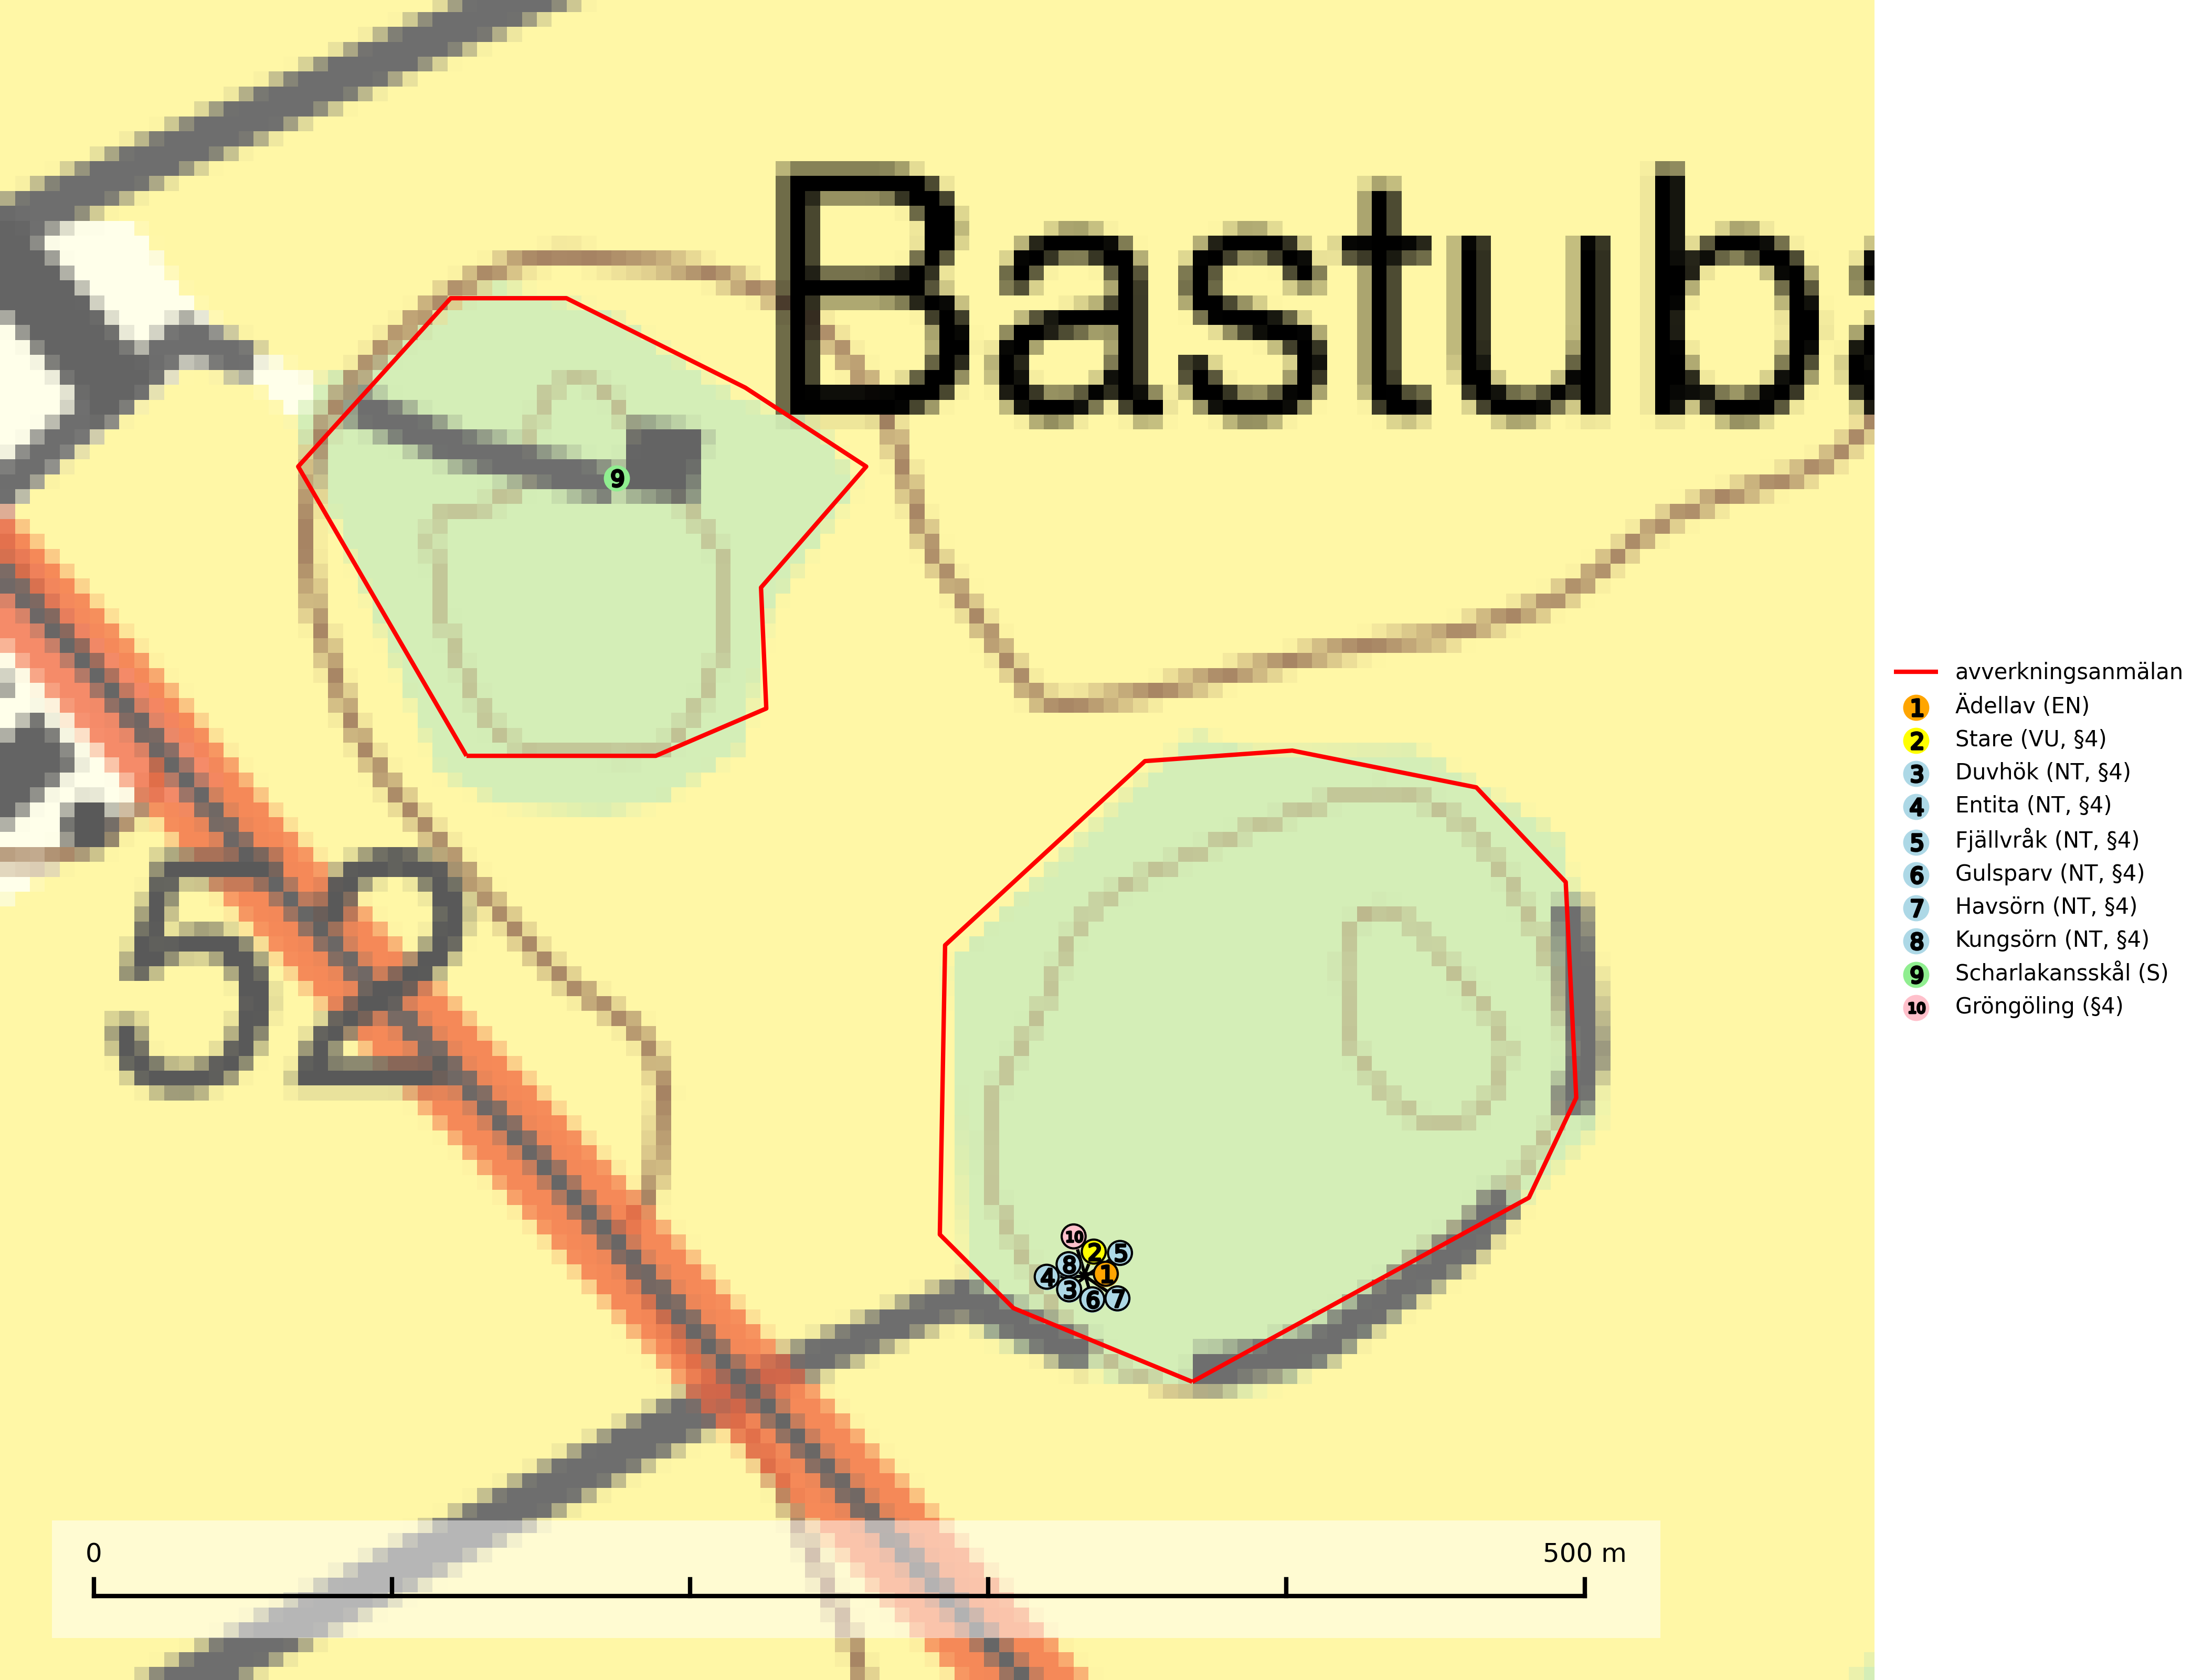 Bastuba
9
52
10
2
5
8
1
4
3
6
7
0
500 m
avverkningsanmälan
1 Ädellav (EN)
2 Stare (VU, §4)
3 Duvhök (NT, §4)
4 Entita (NT, §4)
5 Fjällvråk (NT, §4)
6 Gulsparv (NT, §4)
7 Havsörn (NT, §4)
8 Kungsörn (NT, §4)
9 Scharlakansskål (S)
10 Gröngöling (§4)